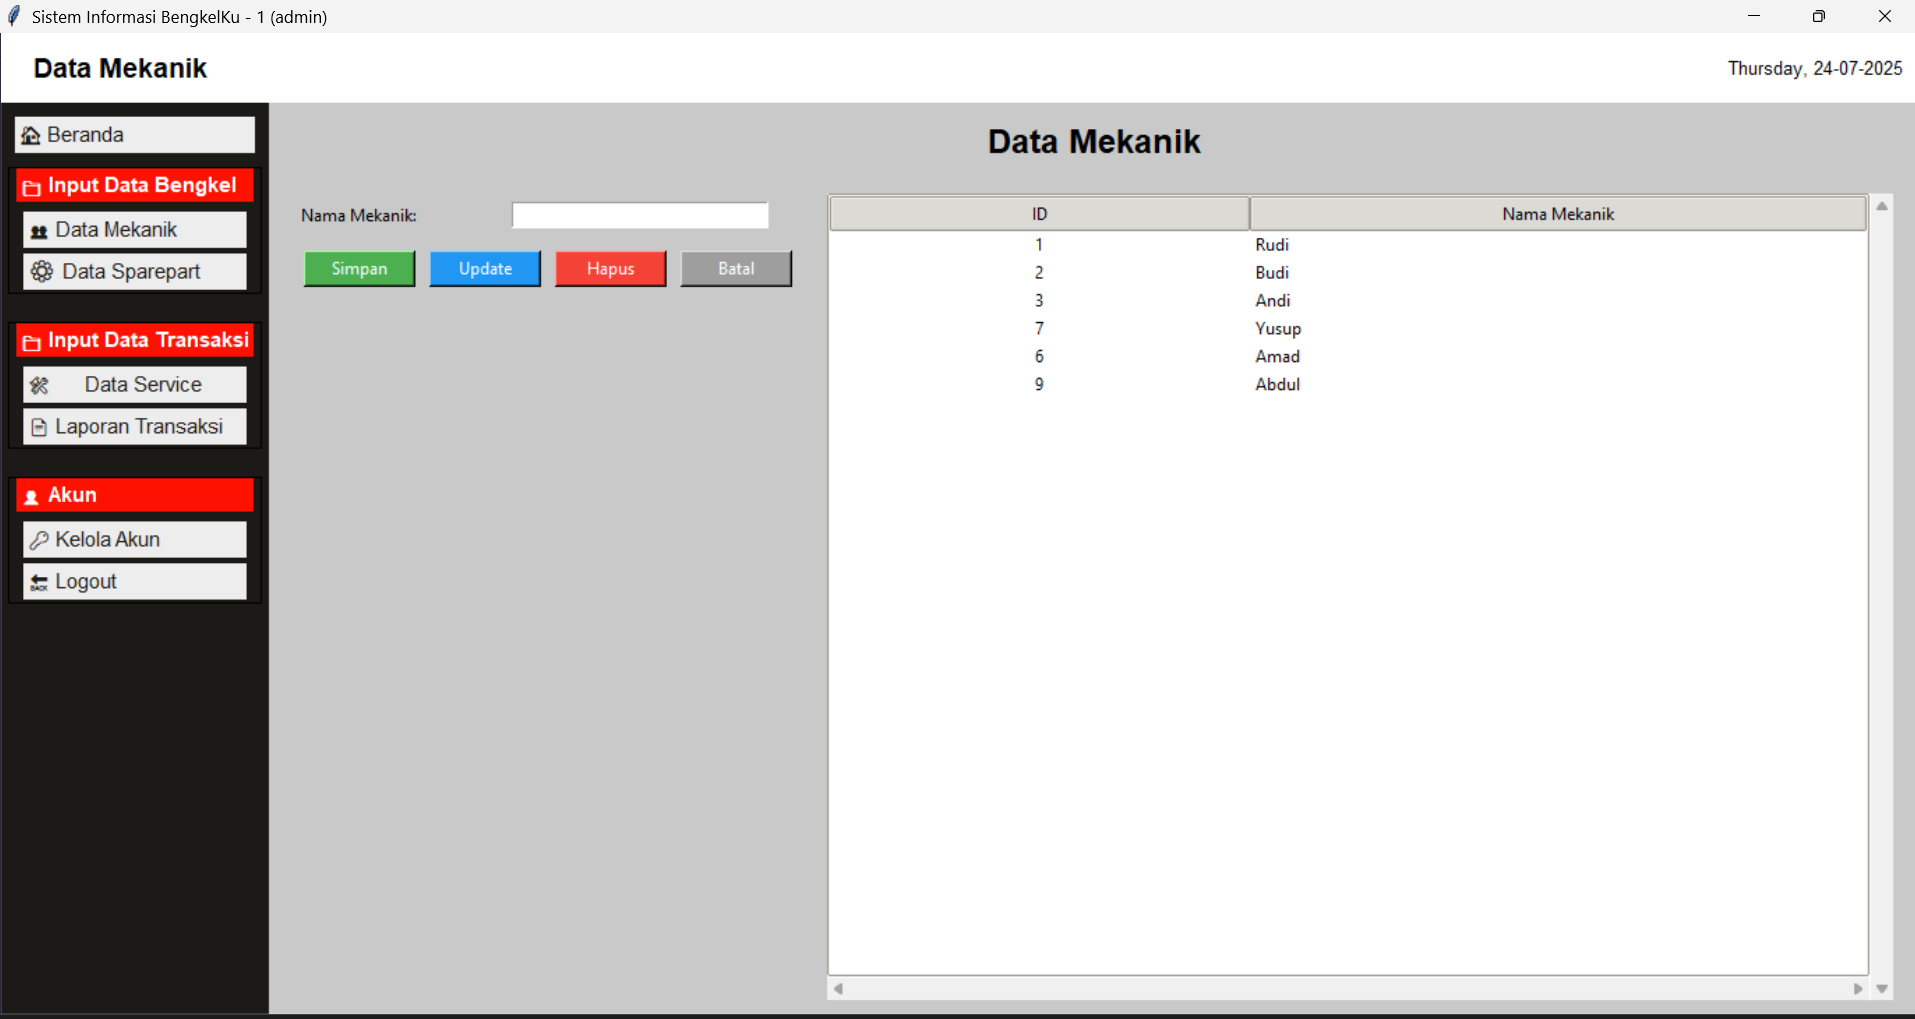 Sistem Informasi BengkelKu - 1 (admin)
Data Mekanik
Thursday, 24-07-2025
Beranda
Input Data Bengkel
Data Mekanik
Data Sparepart
Input Data Transaksi
Data Service
Laporan Transaksi
Akun
Kelola Akun
BACK Logout
Data Mekanik
Nama Mekanik:
Simpan Update Hapus Batal
ID Nama Mekanik
1 Rudi
2 Budi
3 Andi
7 Yusup
6 Amad
9 Abdul